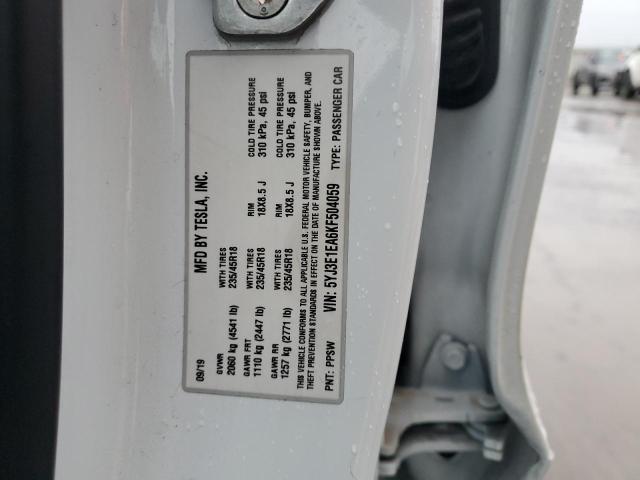 MFD BY TESLA, INC.
09/19
GVWR
2060 kg (4541 lb)
WITH TIRES
235/45R18
RIM
18X8.5 J
COLD TIRE PRESSURE
310 kPa, 45 psi
GAWR FRT
1110 kg (2447 lb)
WITH TIRES
235/45R18
GAWR RR
1257 kg (2771 lb)
WITH TIRES
235/45R18
RIM
18X8.5 J
COLD TIRE PRESSURE
310 kPa, 45 psi
THIS VEHICLE CONFORMS TO ALL APPLICABLE U.S. FEDERAL MOTOR VEHICLE SAFETY, BUMPER, AND
THEFT PREVENTION STANDARDS IN EFFECT ON THE DATE OF MANUFACTURE SHOWN ABOVE.
PNT: PPSW VIN: 5YJ3E1EA6KF504059 TYPE: PASSENGER CAR